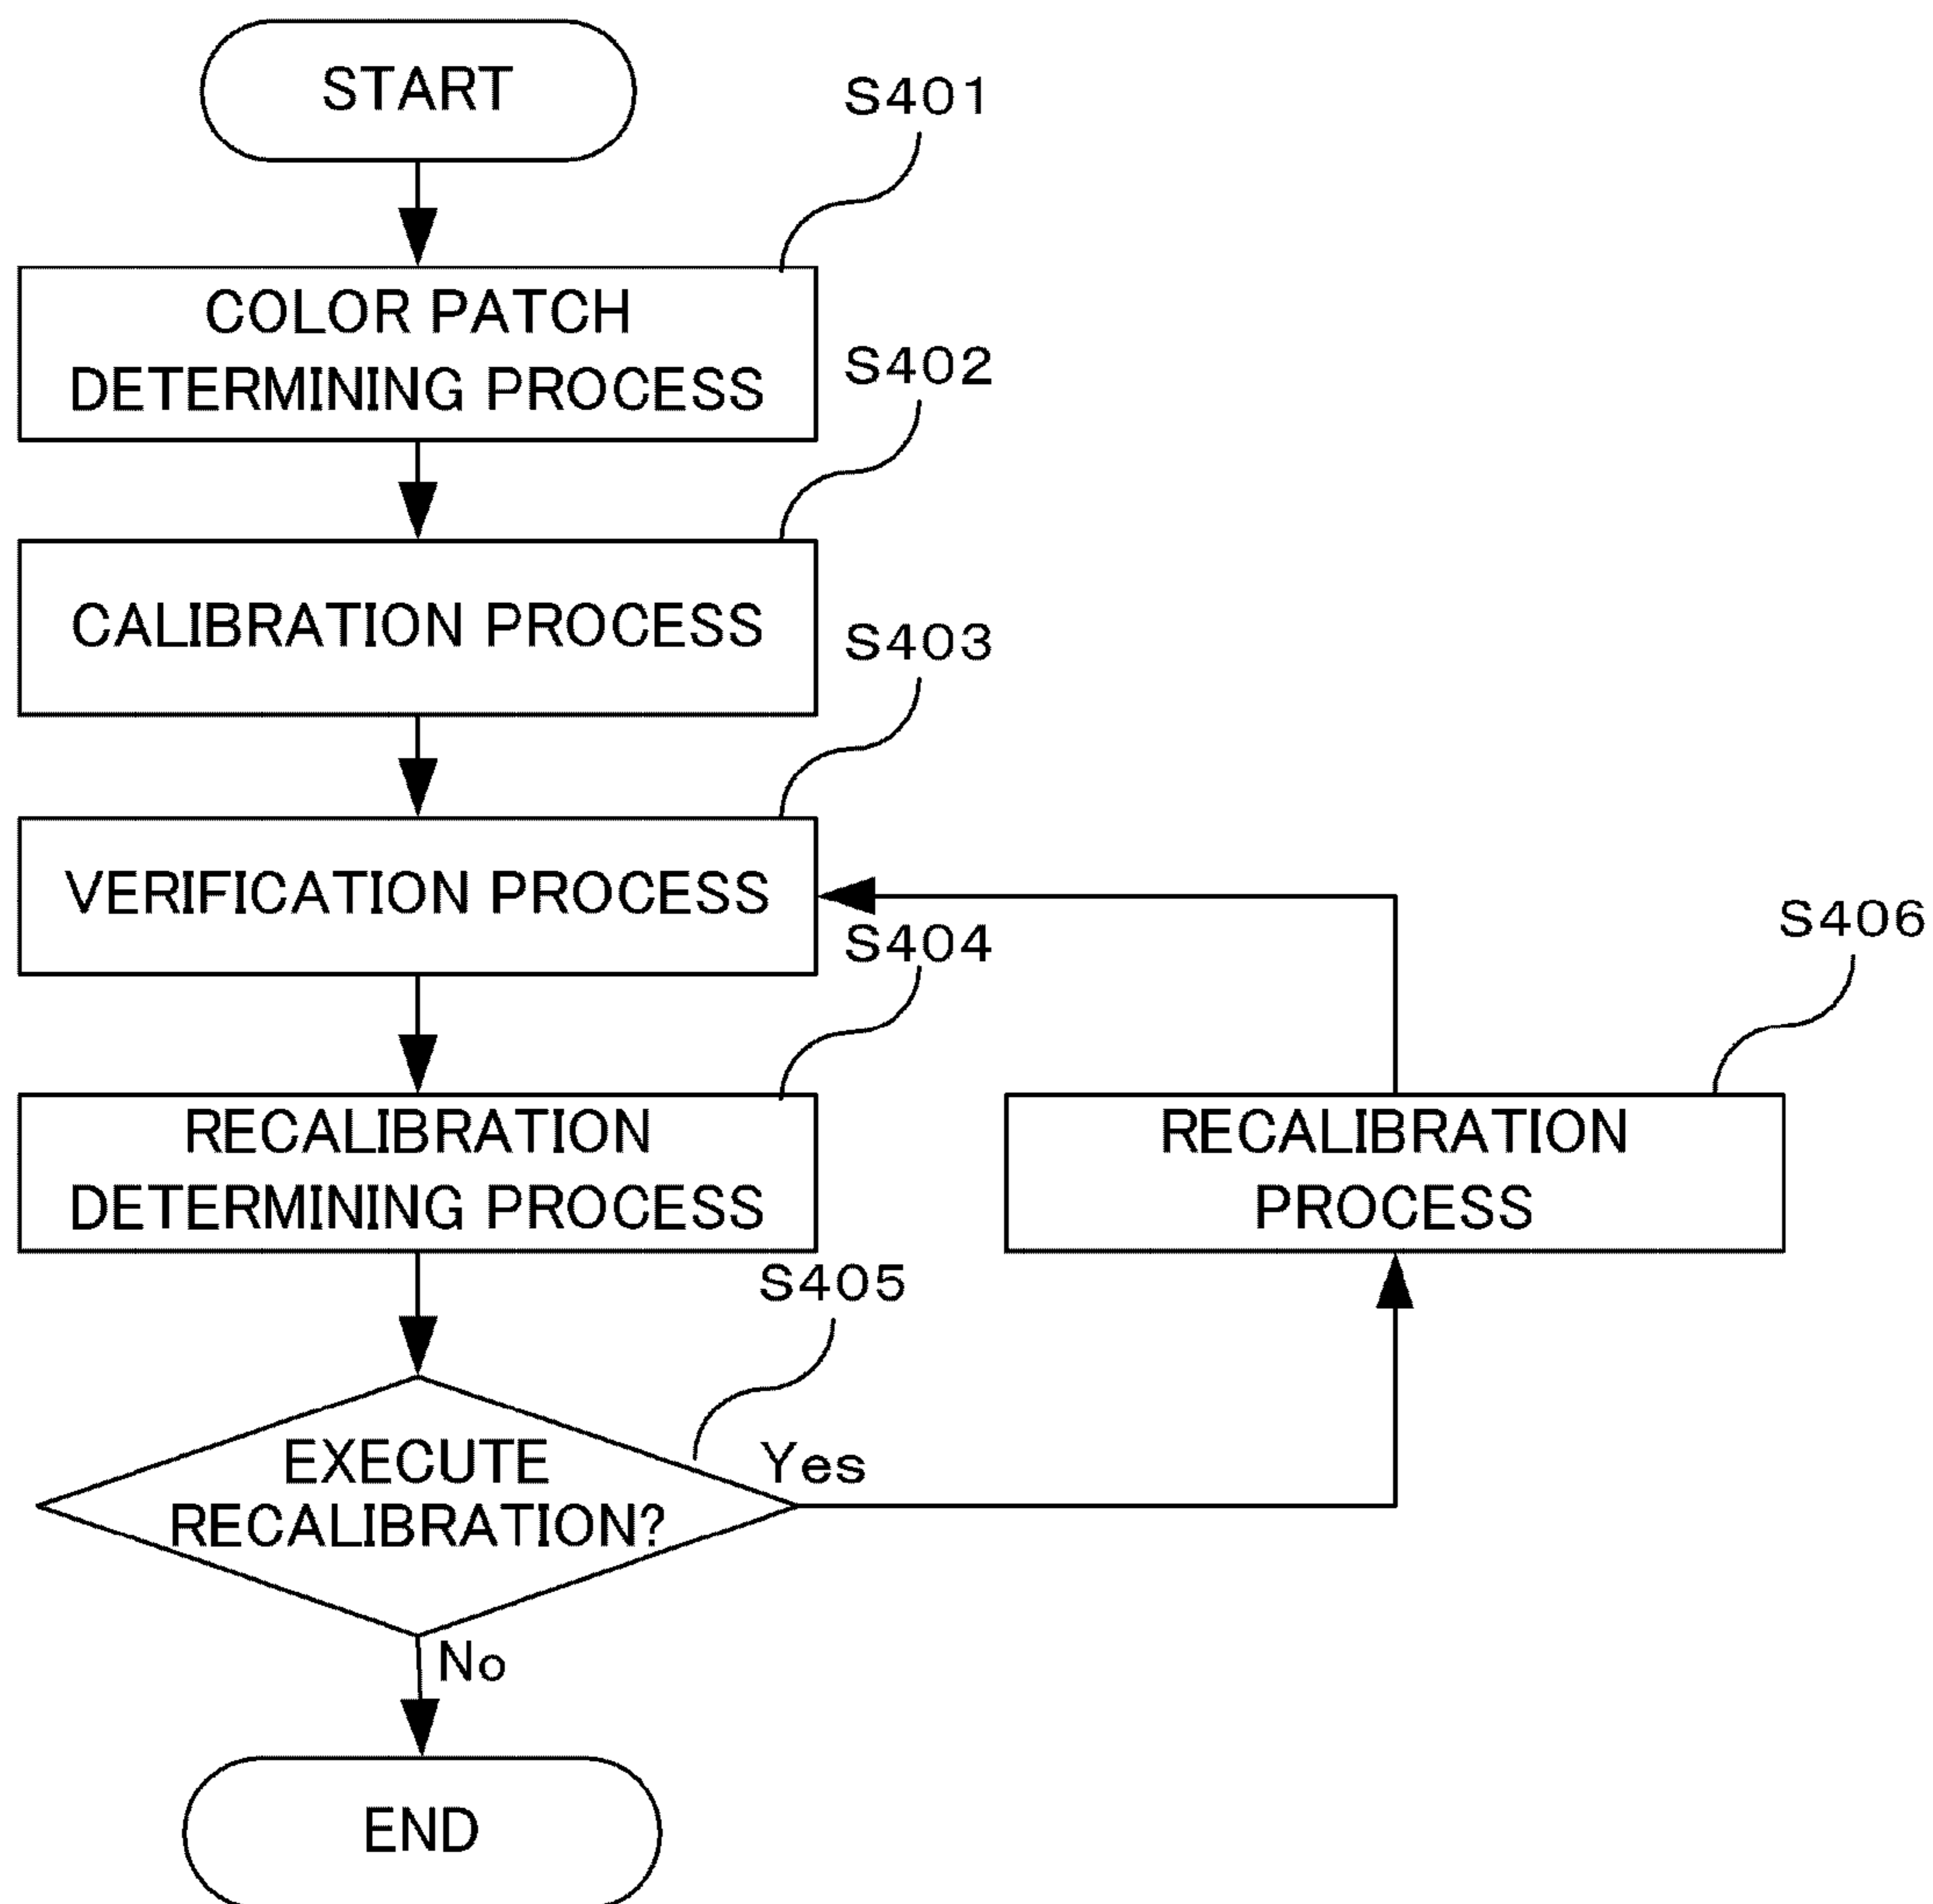 START
S401
COLOR PATCH
DETERMINING PROCESS
S402
CALIBRATION PROCESS
S403
VERIFICATION PROCESS
S404
RECALIBRATION
DETERMINING PROCESS
S405
EXECUTE
RECALIBRATION?
Yes
S406
RECALIBRATION
PROCESS
No
END